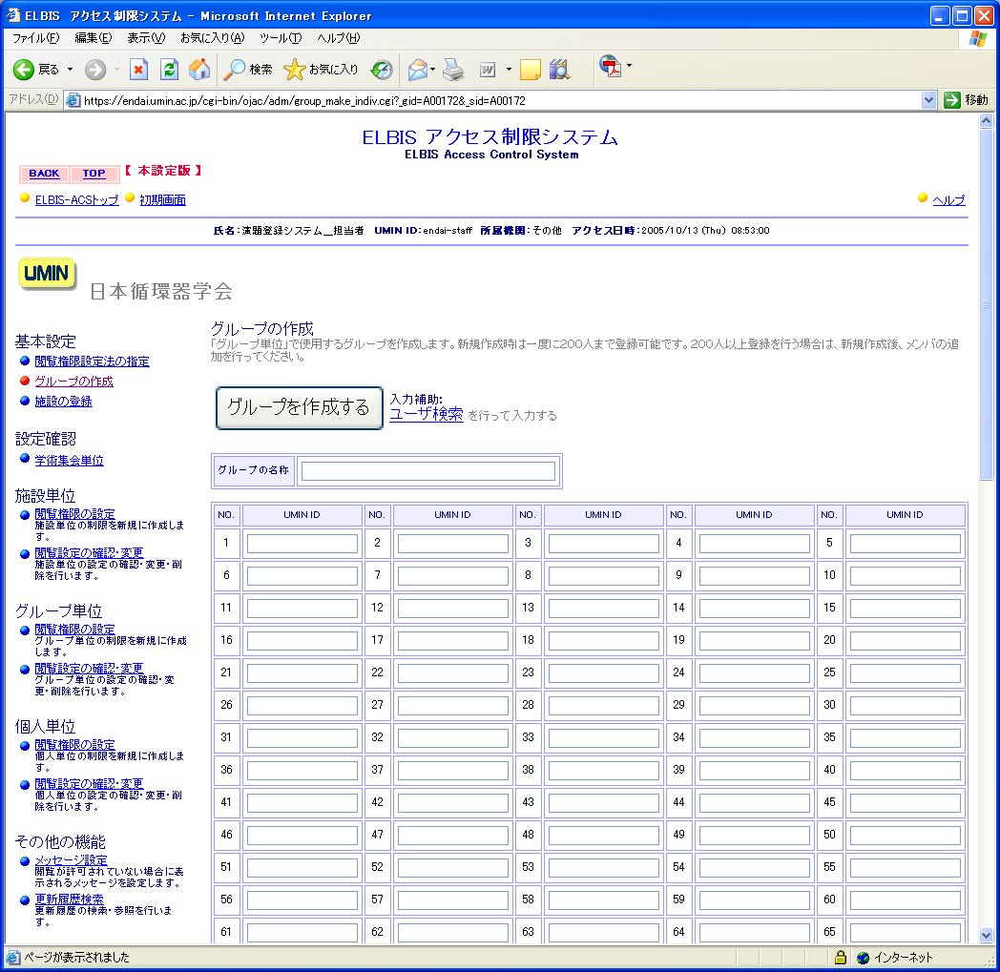 ELBIS アクセス制限システム - Microsoft Internet Explorer
ファイル(F) 編集(E) 表示(V) お気に入り(A) ツール(T) ヘルプ(H)
戻る 検索 お気に入り
アドレス(D) https://endai.umin.ac.jp/cgi-bin/ojac/adm/group_make_indiv.cgi?_gid=A00172&_sid=A00172 移動
ELBIS アクセス制限システム
ELBIS Access Control System
BACK TOP 【 本設定版 】
ELBIS-ACSトップ 初期画面 ヘルプ
氏名：演題登録システム__担当者 UMIN ID：endai-staff 所属機関：その他 アクセス日時：2005/10/13 (Thu) 08:53:00
UMIN 日本循環器学会
基本設定
閲覧権限設定法の指定
グループの作成
施設の登録
設定確認
学術集会単位
施設単位
閲覧権限の設定
施設単位の制限を新規に作成しま
す。
閲覧設定の確認・変更
施設単位の設定の確認・変更・削
除を行います。
グループ単位
閲覧権限の設定
グループ単位の制限を新規に作成
します。
閲覧設定の確認・変更
グループ単位の設定の確認・変
更・削除を行います。
個人単位
閲覧権限の設定
個人単位の制限を新規に作成しま
す。
閲覧設定の確認・変更
個人単位の設定の確認・変更・削
除を行います。
その他の機能
メッセージ設定
閲覧が許可されていない場合に表
示されるメッセージを設定します。
更新履歴検索
更新履歴の検索・参照を行いま
す。
グループの作成
「グループ単位」で使用するグループを作成します。新規作成時は一度に200人まで登録可能です。200人以上登録を行う場合は、新規作成後、メンバの追
加を行ってください。
グループを作成する
入力補助:
ユーザ検索 を行って入力する
グループの名称
NO. UMIN ID NO. UMIN ID NO. UMIN ID NO. UMIN ID NO. UMIN ID
1 2 3 4 5
6 7 8 9 10
11 12 13 14 15
16 17 18 19 20
21 22 23 24 25
26 27 28 29 30
31 32 33 34 35
36 37 38 39 40
41 42 43 44 45
46 47 48 49 50
51 52 53 54 55
56 57 58 59 60
61 62 63 64 65
ページが表示されました インターネット